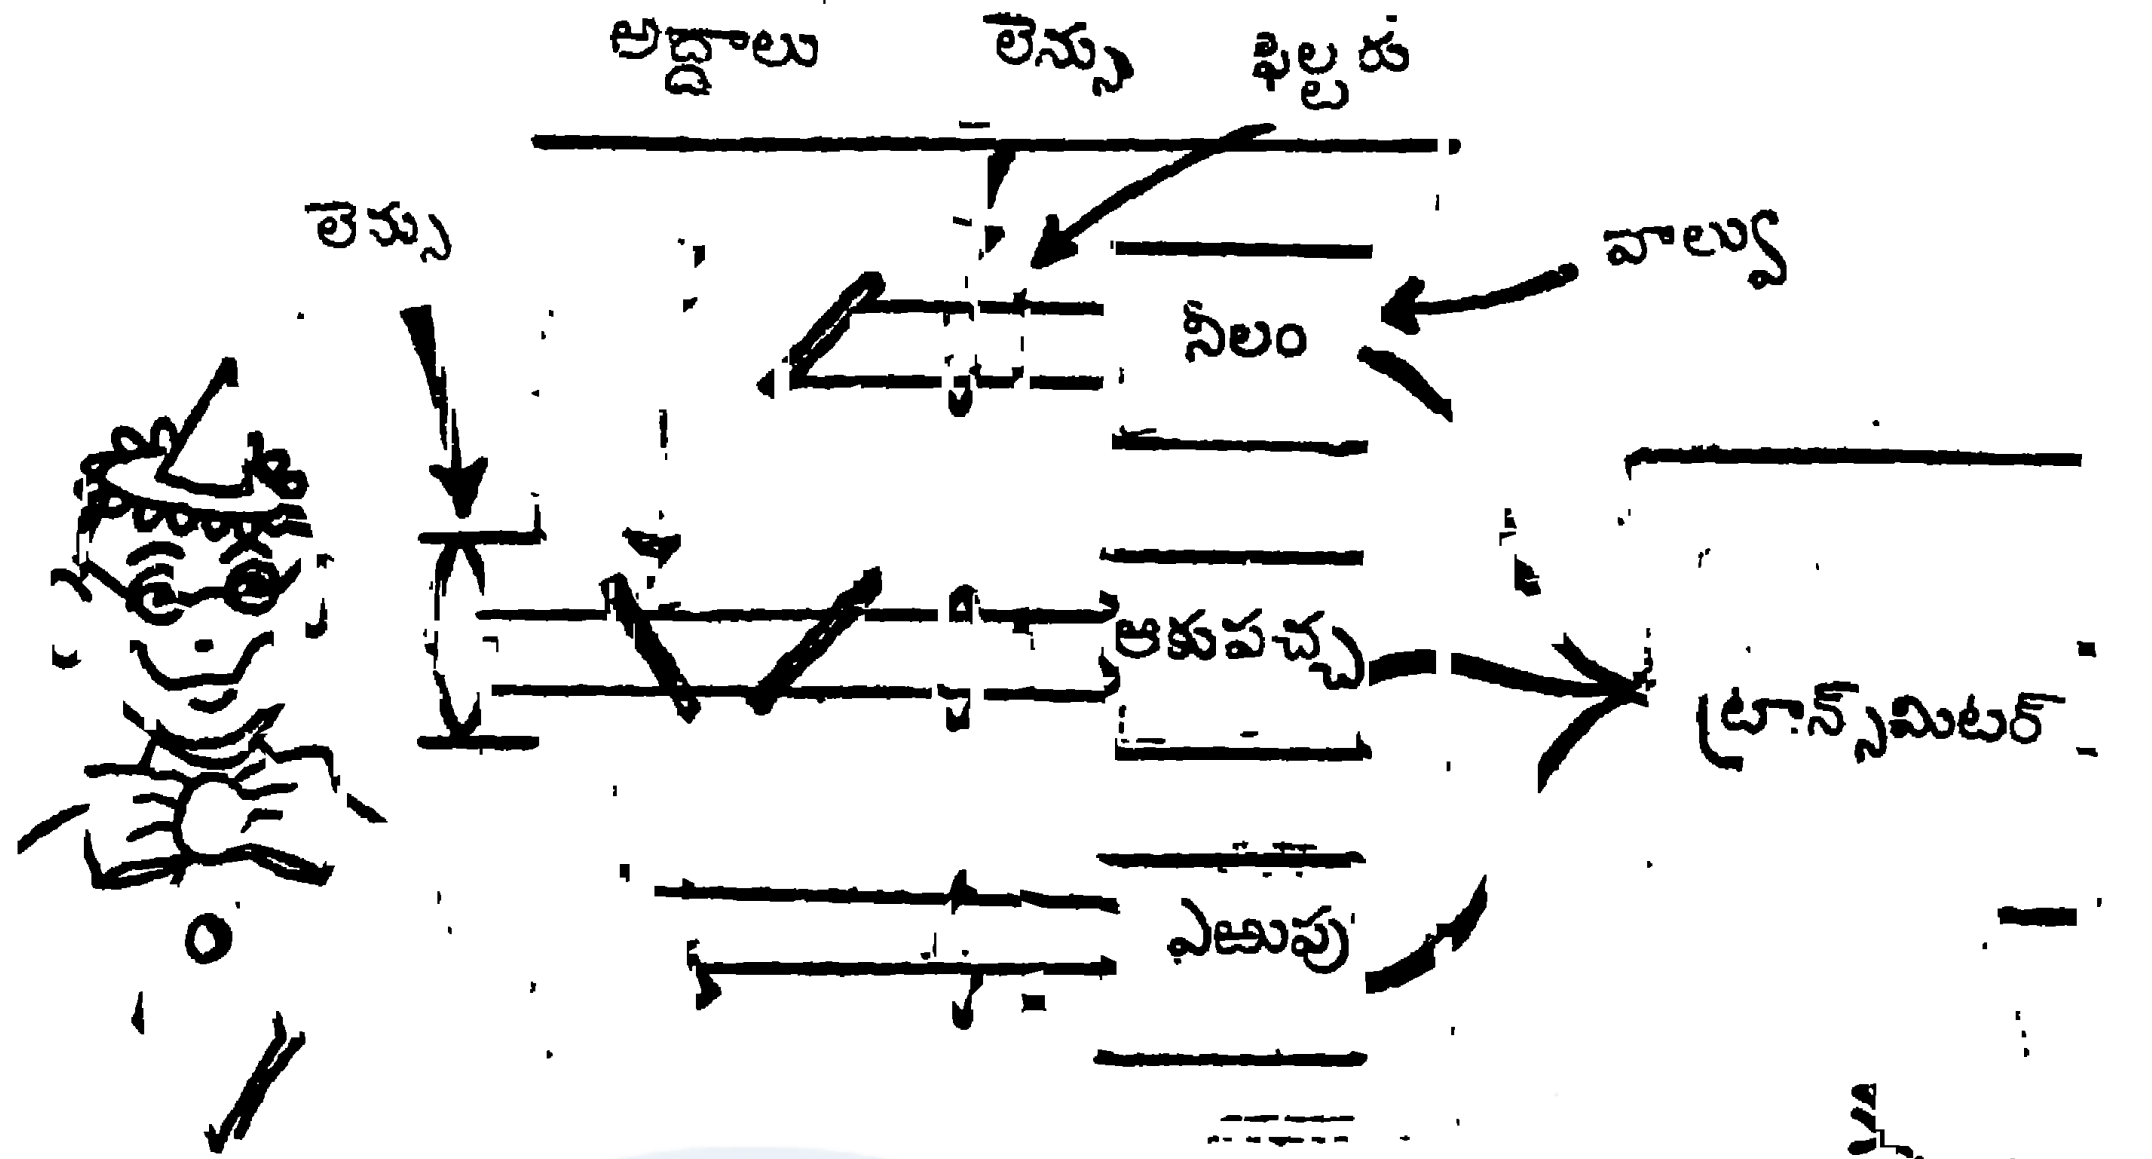 అద్దాలు లెన్సు ఫిల్టరు
లెన్సు
వాల్వు
నీలం
ఆకుపచ్చ
ట్రాన్స్‌మిటర్
ఎఱుపు